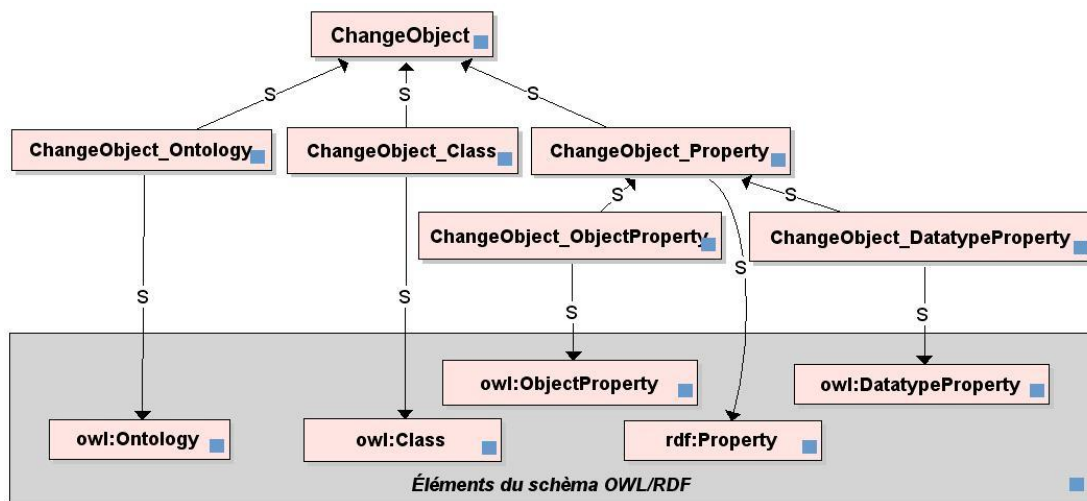 ChangeObject
S
S
S
ChangeObject_Ontology
ChangeObject_Class
ChangeObject_Property
S
S
ChangeObject_ObjectProperty
ChangeObject_DatatypeProperty
S
S
S
S
S
owl:ObjectProperty
owl:DatatypeProperty
owl:Ontology
owl:Class
rdf:Property
Éléments du schèma OWL/RDF